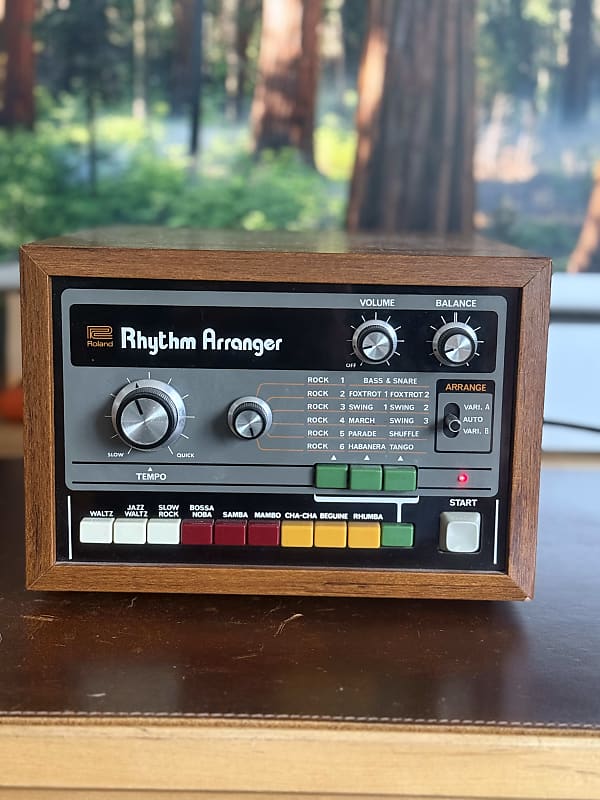 VOLUME BALANCE
Roland Rhythm Arranger
OFF
ROCK 1 BASS & SNARE
ROCK 2 FOXTROT 1 FOXTROT 2
ROCK 3 SWING 1 SWING 2
ROCK 4 MARCH SWING 3
ROCK 5 PARADE SHUFFLE
ROCK 6 HABANERA TANGO
ARRANGE
VARI. A
AUTO
VARI. B
SLOW QUICK
TEMPO
START
WALTZ JAZZ WALTZ SLOW ROCK BOSSA NOBA SAMBA MAMBO CHA-CHA BEGUINE RHUMBA